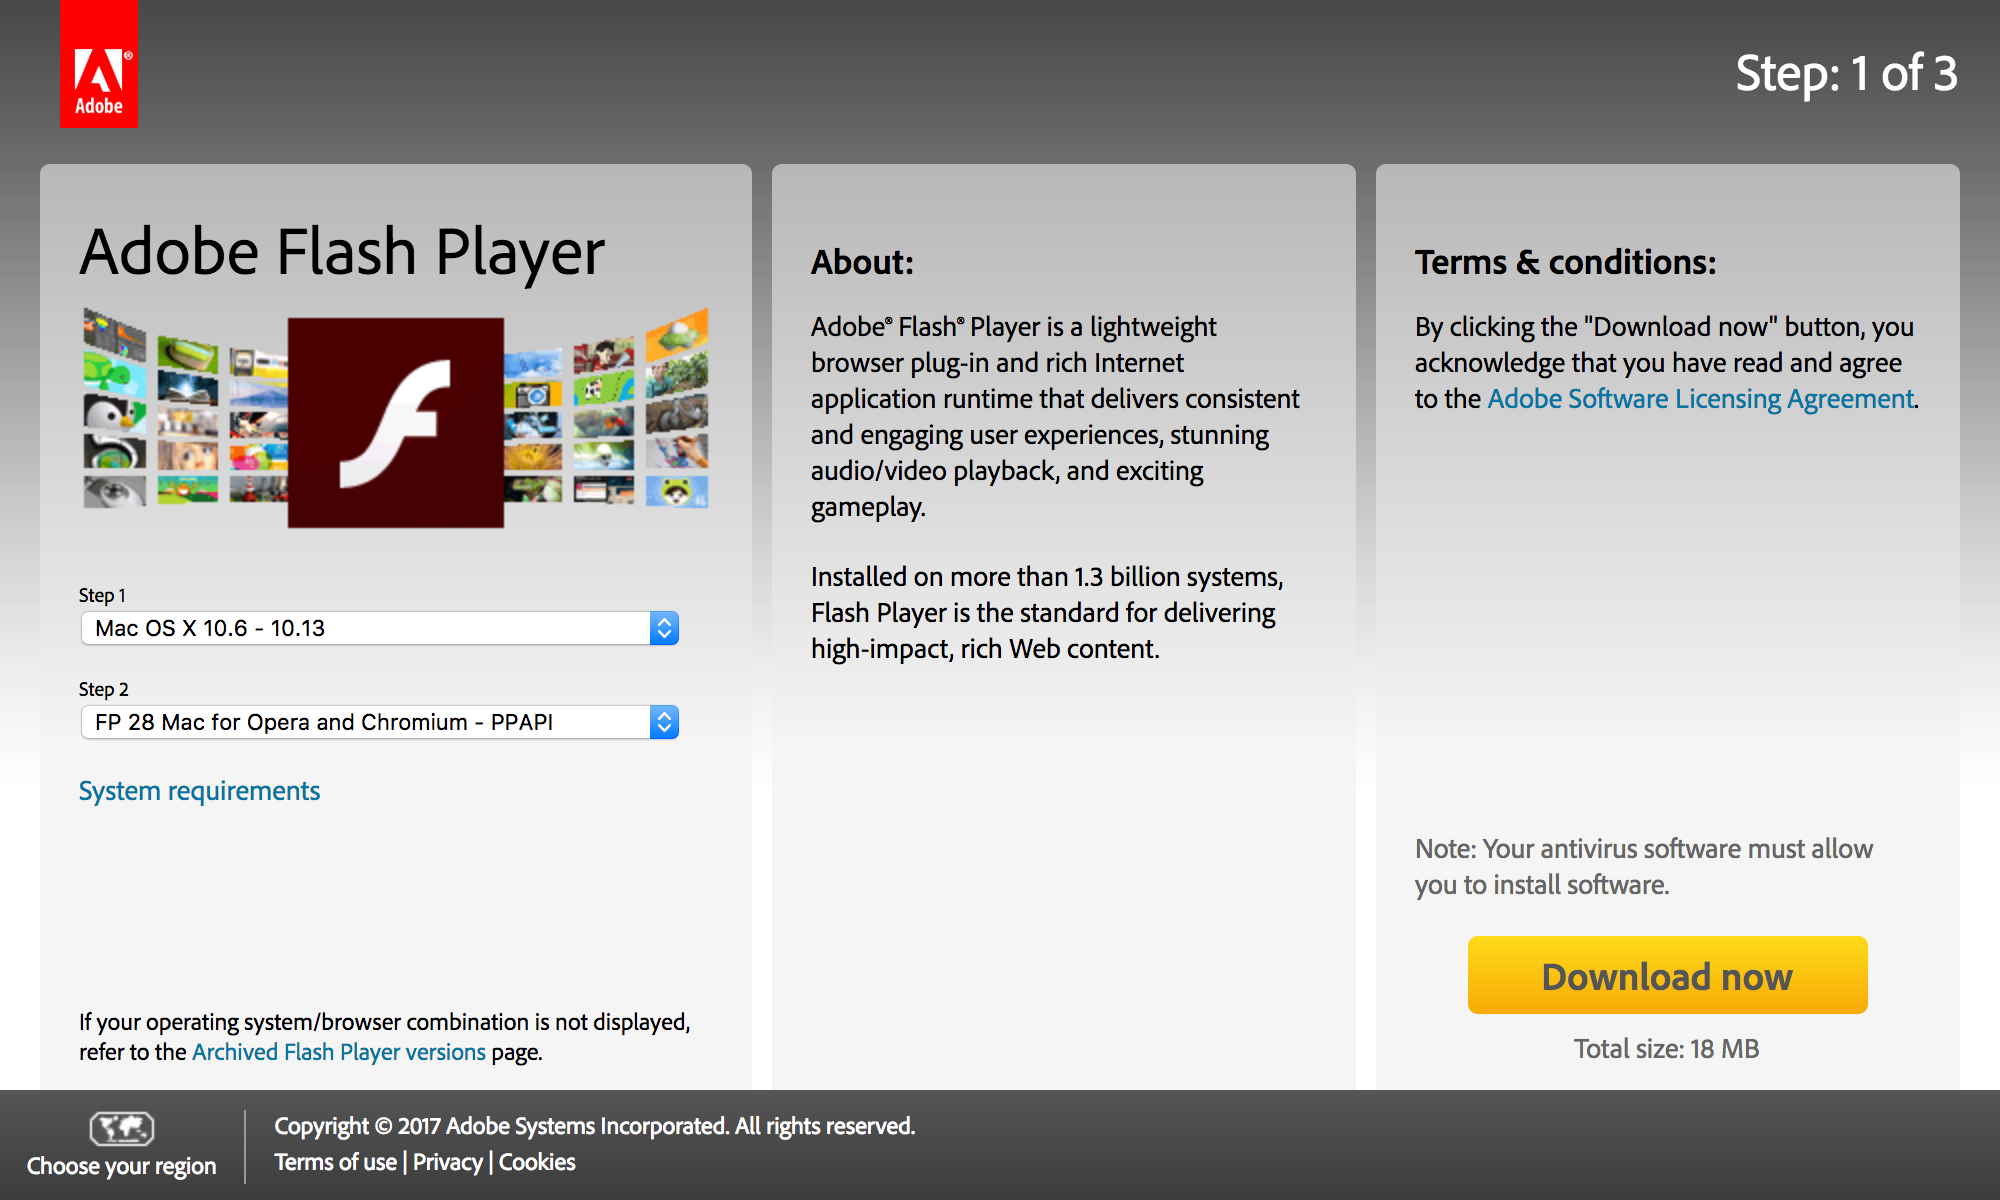 Adobe®
Step: 1 of 3
Adobe Flash Player
Step 1
Mac OS X 10.6 - 10.13
Step 2
FP 28 Mac for Opera and Chromium - PPAPI
System requirements
If your operating system/browser combination is not displayed,
refer to the Archived Flash Player versions page.
About:
Adobe® Flash® Player is a lightweight
browser plug-in and rich Internet
application runtime that delivers consistent
and engaging user experiences, stunning
audio/video playback, and exciting
gameplay.
Installed on more than 1.3 billion systems,
Flash Player is the standard for delivering
high-impact, rich Web content.
Terms & conditions:
By clicking the "Download now" button, you
acknowledge that you have read and agree
to the Adobe Software Licensing Agreement.
Note: Your antivirus software must allow
you to install software.
Download now
Total size: 18 MB
Choose your region
Copyright © 2017 Adobe Systems Incorporated. All rights reserved.
Terms of use | Privacy | Cookies